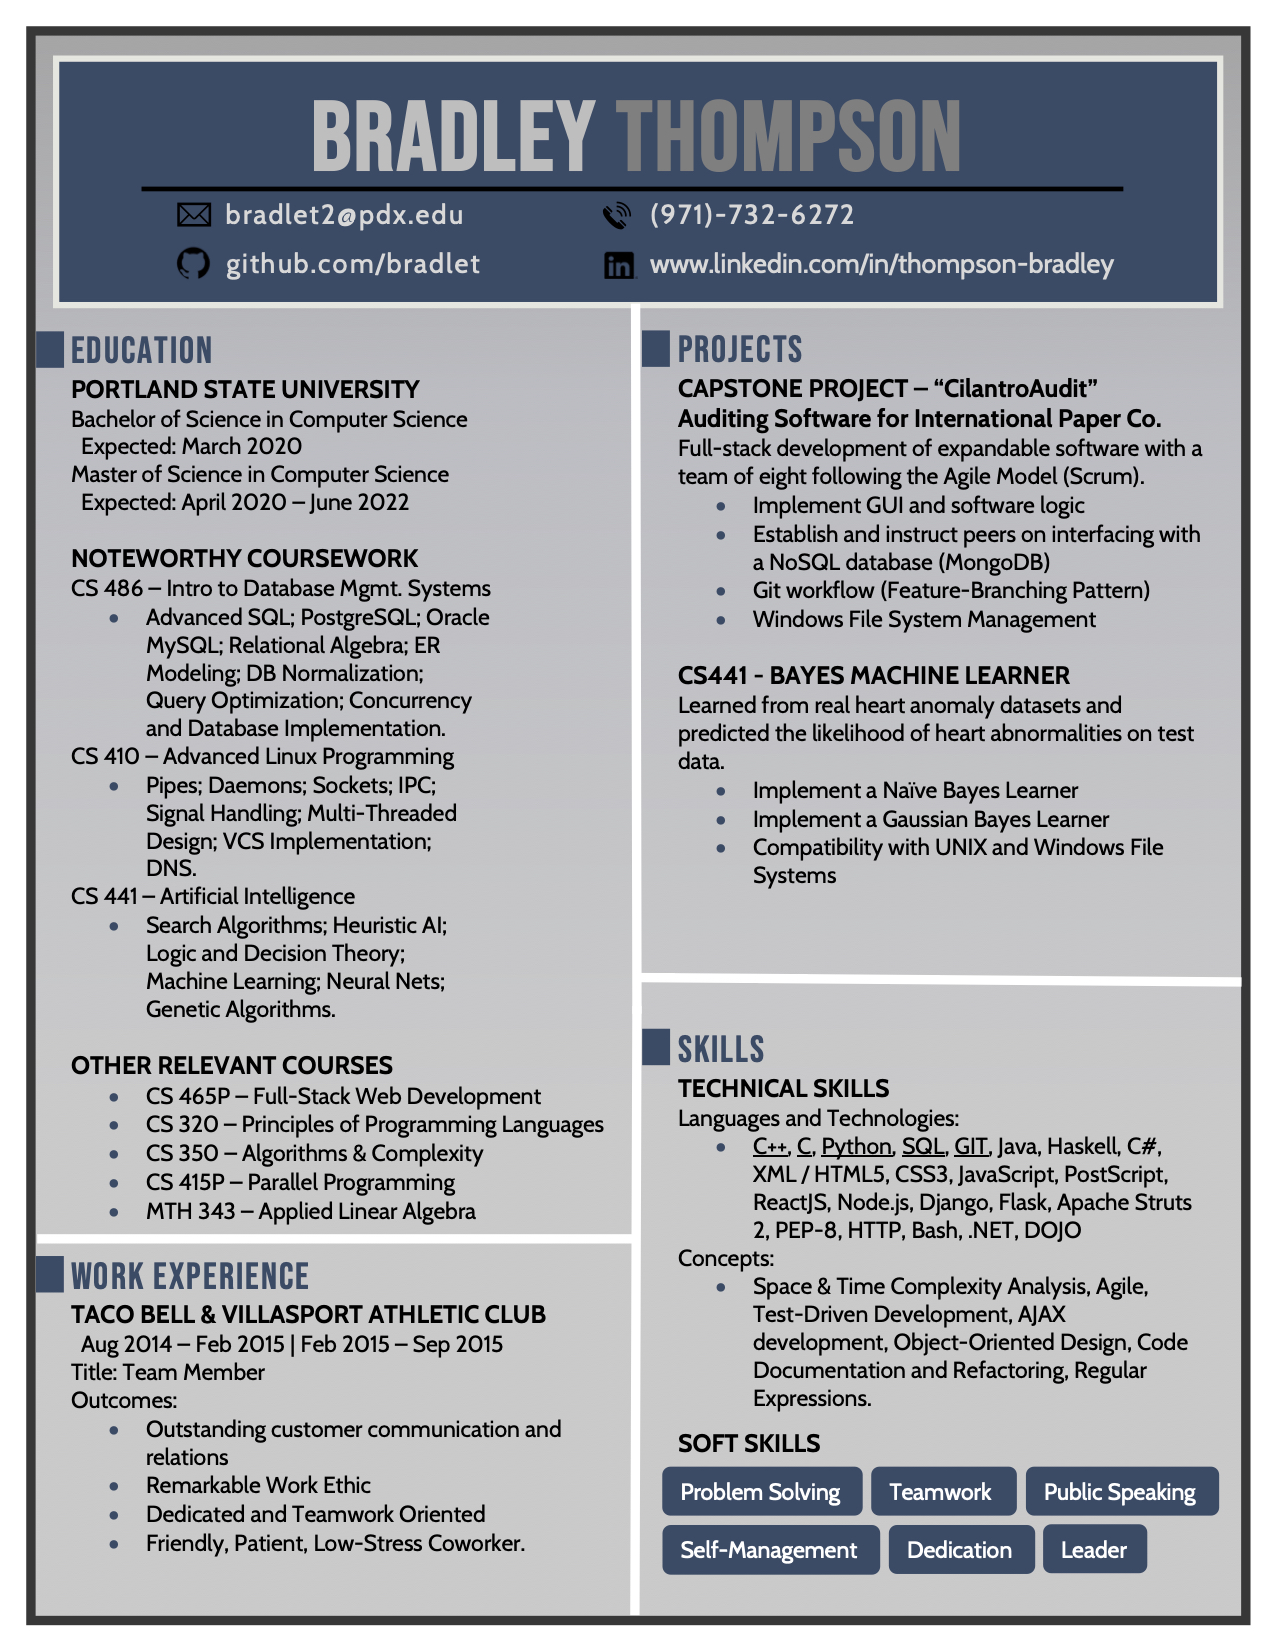 BRADLEY THOMPSON
bradlet2@pdx.edu
(971)-732-6272
github.com/bradlet
www.linkedin.com/in/thompson-bradley
EDUCATION
PORTLAND STATE UNIVERSITY
Bachelor of Science in Computer Science
Expected: March 2020
Master of Science in Computer Science
Expected: April 2020 – June 2022
NOTEWORTHY COURSEWORK
CS 486 – Intro to Database Mgmt. Systems
• Advanced SQL; PostgreSQL; Oracle
MySQL; Relational Algebra; ER
Modeling; DB Normalization;
Query Optimization; Concurrency
and Database Implementation.
CS 410 – Advanced Linux Programming
• Pipes; Daemons; Sockets; IPC;
Signal Handling; Multi-Threaded
Design; VCS Implementation;
DNS.
CS 441 – Artificial Intelligence
• Search Algorithms; Heuristic AI;
Logic and Decision Theory;
Machine Learning; Neural Nets;
Genetic Algorithms.
OTHER RELEVANT COURSES
• CS 465P – Full-Stack Web Development
• CS 320 – Principles of Programming Languages
• CS 350 – Algorithms & Complexity
• CS 415P – Parallel Programming
• MTH 343 – Applied Linear Algebra
WORK EXPERIENCE
TACO BELL & VILLASPORT ATHLETIC CLUB
Aug 2014 – Feb 2015 | Feb 2015 – Sep 2015
Title: Team Member
Outcomes:
• Outstanding customer communication and
relations
• Remarkable Work Ethic
• Dedicated and Teamwork Oriented
• Friendly, Patient, Low-Stress Coworker.
PROJECTS
CAPSTONE PROJECT – “CilantroAudit”
Auditing Software for International Paper Co.
Full-stack development of expandable software with a
team of eight following the Agile Model (Scrum).
• Implement GUI and software logic
• Establish and instruct peers on interfacing with
a NoSQL database (MongoDB)
• Git workflow (Feature-Branching Pattern)
• Windows File System Management
CS441 - BAYES MACHINE LEARNER
Learned from real heart anomaly datasets and
predicted the likelihood of heart abnormalities on test
data.
• Implement a Naïve Bayes Learner
• Implement a Gaussian Bayes Learner
• Compatibility with UNIX and Windows File
Systems
SKILLS
TECHNICAL SKILLS
Languages and Technologies:
• C++, C, Python, SQL, GIT, Java, Haskell, C#,
XML / HTML5, CSS3, JavaScript, PostScript,
ReactJS, Node.js, Django, Flask, Apache Struts
2, PEP-8, HTTP, Bash, .NET, DOJO
Concepts:
• Space & Time Complexity Analysis, Agile,
Test-Driven Development, AJAX
development, Object-Oriented Design, Code
Documentation and Refactoring, Regular
Expressions.
SOFT SKILLS
Problem Solving Teamwork Public Speaking
Self-Management Dedication Leader